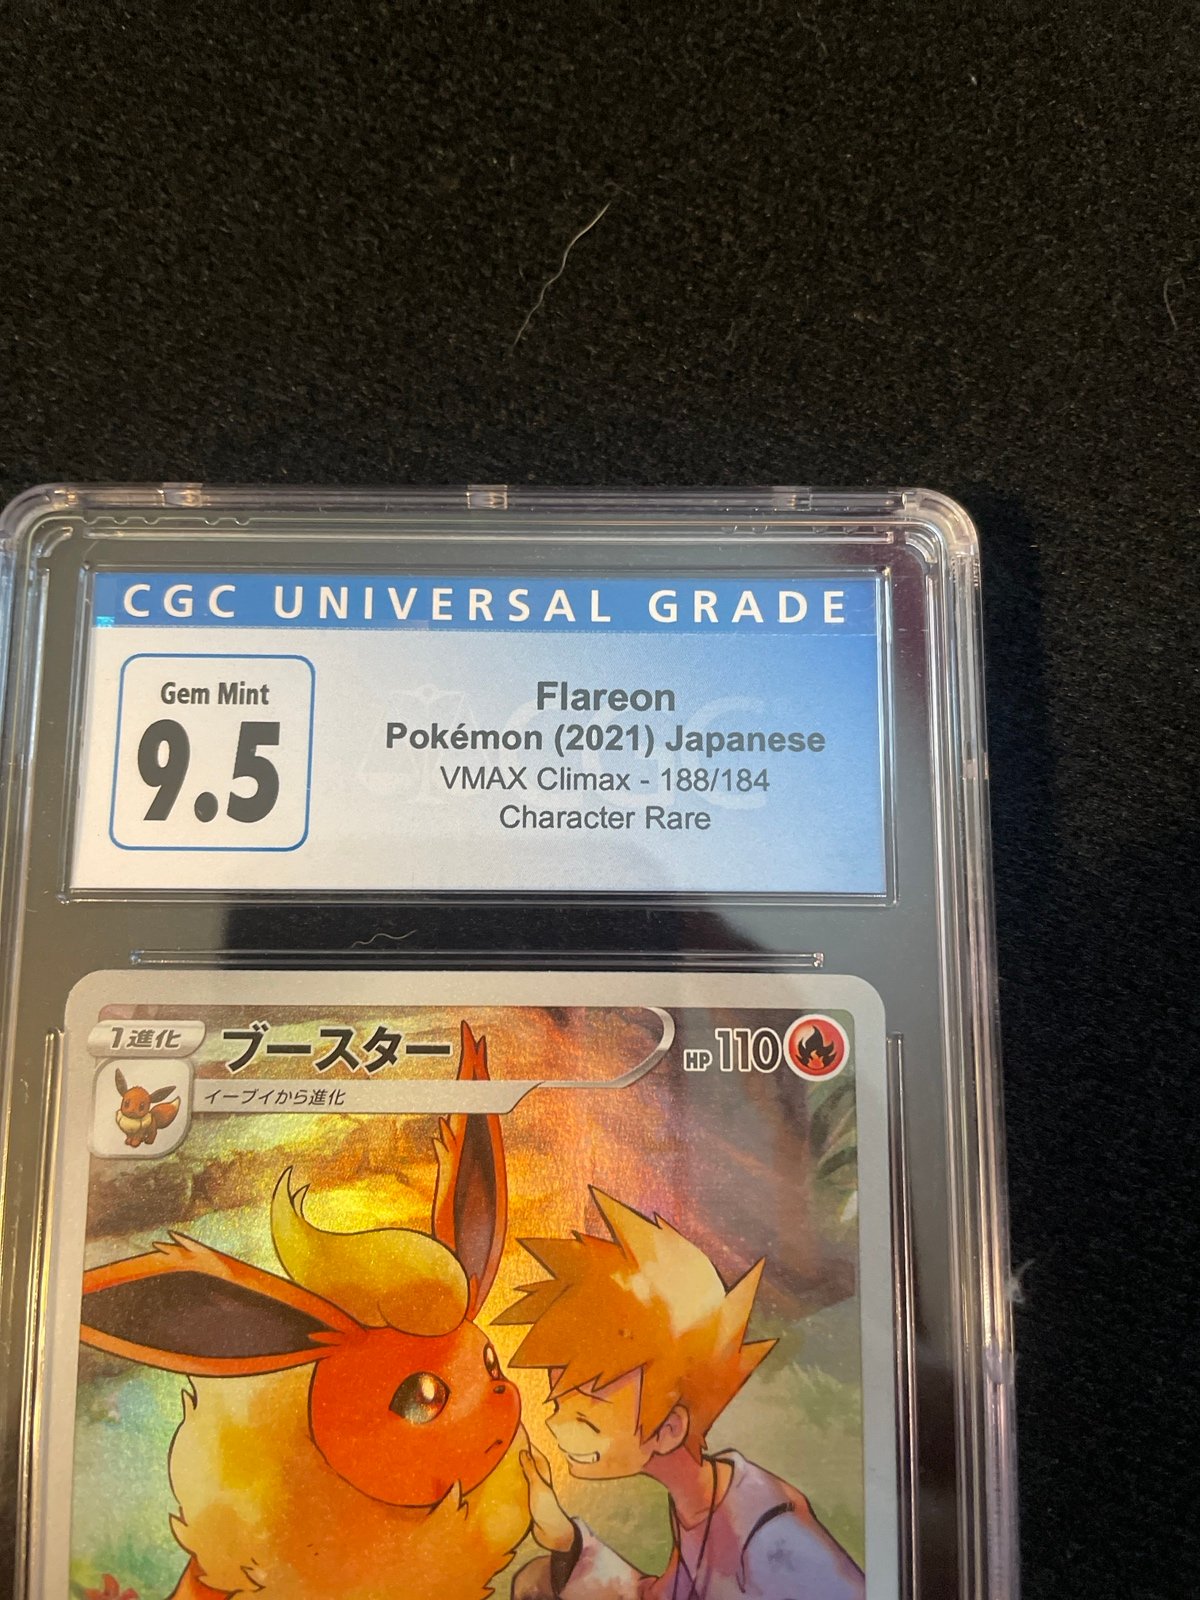 CGC UNIVERSAL GRADE
Gem Mint
9.5
Flareon
Pokémon (2021) Japanese
VMAX Climax - 188/184
Character Rare
1進化
ブースター
HP 110
イーブイから進化